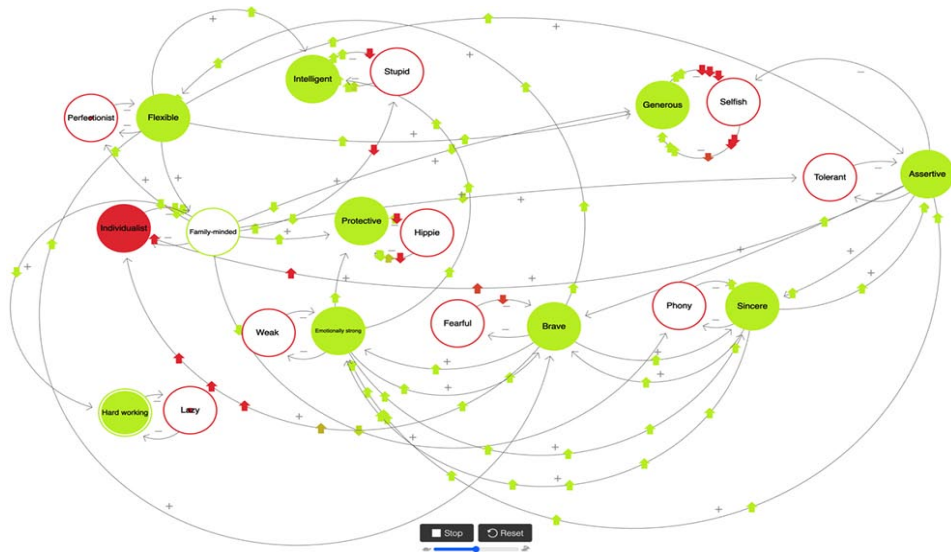 Intelligent
Stupid
Perfectionist
Flexible
Generous
Selfish
Tolerant
Assertive
Individualist
Family-minded
Protective
Hippie
Weak
Emotionally strong
Fearful
Brave
Phony
Sincere
Hard working
Lazy
Stop
Reset